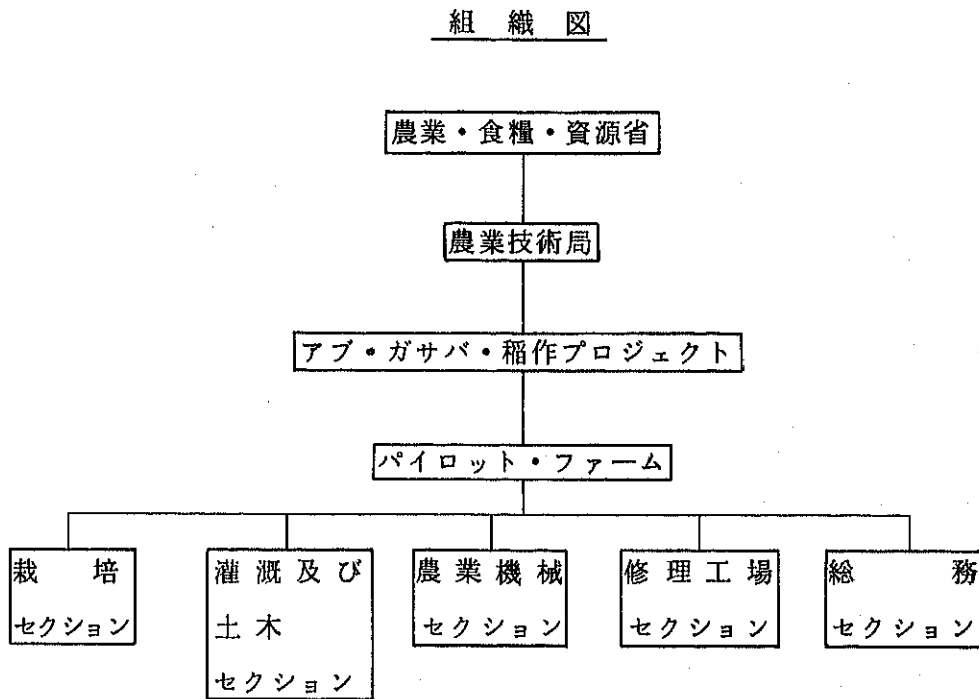 組織図
農業・食糧・資源省
農業技術局
アブ・ガサバ・稲作プロジェクト
パイロット・ファーム
栽培
セクション
灌漑及び
土木
セクション
農業機械
セクション
修理工場
セクション
総務
セクション